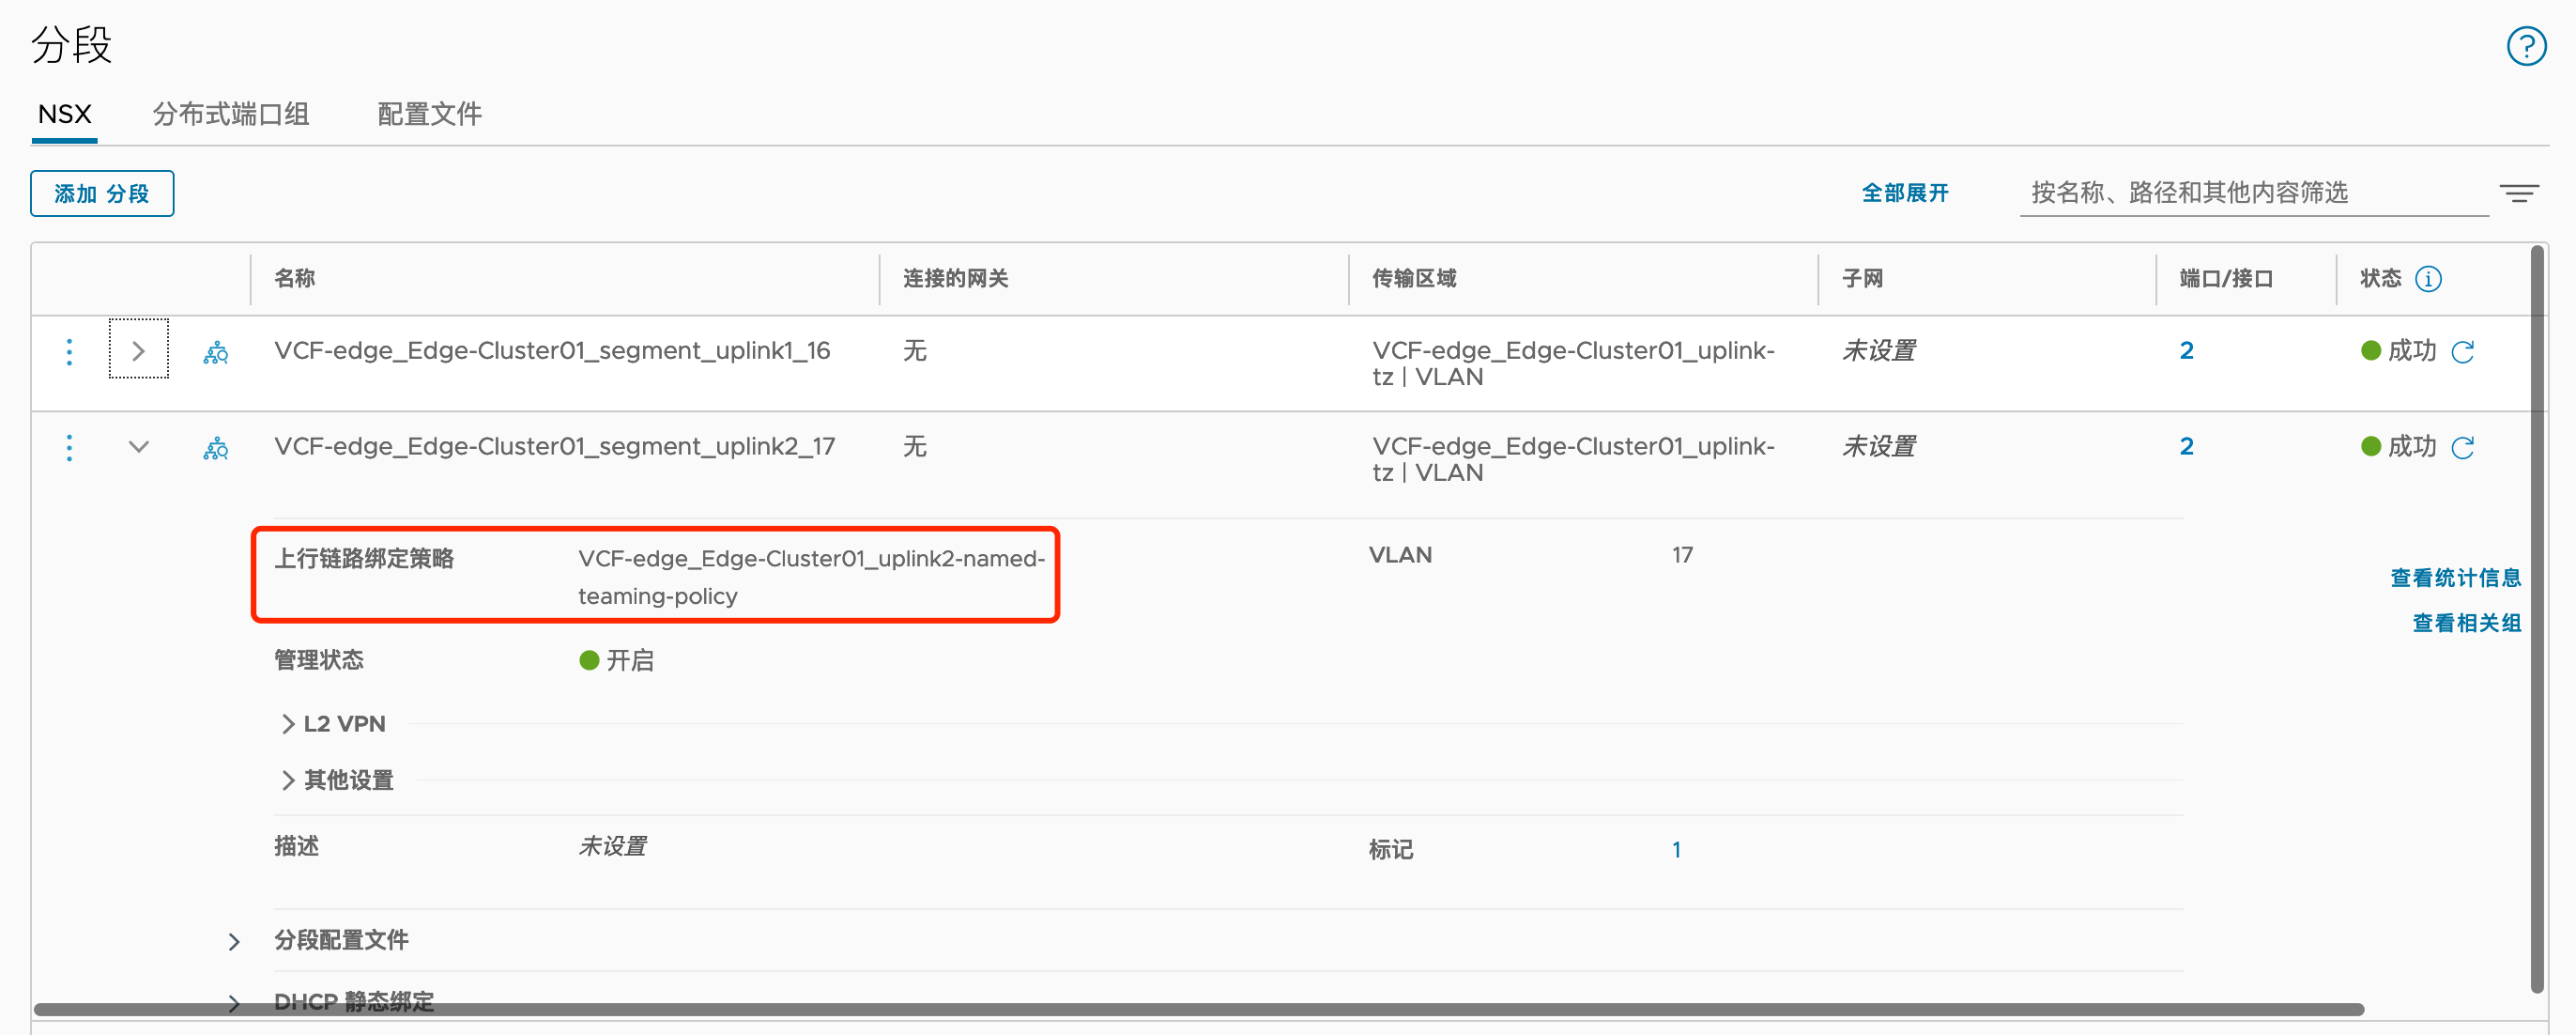 分段
NSX 分布式端口组 配置文件
添加 分段 全部展开 按名称、路径和其他内容筛选
名称 连接的网关 传输区域 子网 端口/接口 状态
VCF-edge_Edge-Cluster01_segment_uplink1_16 无 VCF-edge_Edge-Cluster01_uplink- 未设置 2 成功
tz | VLAN
VCF-edge_Edge-Cluster01_segment_uplink2_17 无 VCF-edge_Edge-Cluster01_uplink- 未设置 2 成功
tz | VLAN
上行链路绑定策略 VCF-edge_Edge-Cluster01_uplink2-named- VLAN 17
teaming-policy
查看统计信息
查看相关组
管理状态 开启
L2 VPN
其他设置
描述 未设置 标记 1
分段配置文件
DHCP 静态绑定